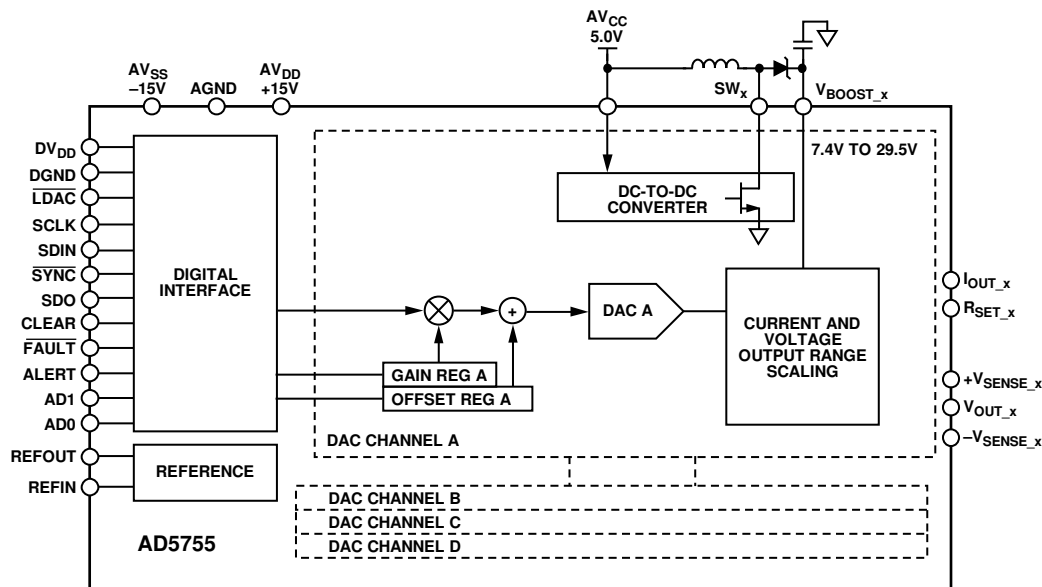 AVCC
5.0V
AVSS
–15V
AGND
AVDD
+15V
SWx
VBOOST_x
7.4V TO 29.5V
DVDD
DGND
LDAC
SCLK
SDIN
SYNC
SDO
CLEAR
FAULT
ALERT
AD1
AD0
REFOUT
REFIN
DIGITAL
INTERFACE
REFERENCE
DC-TO-DC
CONVERTER
+
DAC A
GAIN REG A
OFFSET REG A
CURRENT AND
VOLTAGE
OUTPUT RANGE
SCALING
IOUT_x
RSET_x
+VSENSE_x
VOUT_x
–VSENSE_x
DAC CHANNEL A
DAC CHANNEL B
DAC CHANNEL C
DAC CHANNEL D
AD5755